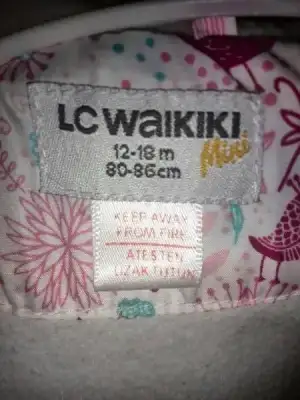 LC WAIKIKI
12-18 m
Mini
80-86cm
KEEP AWAY
FROM FIRE
ATEŞTEN
UZAK TUTUN